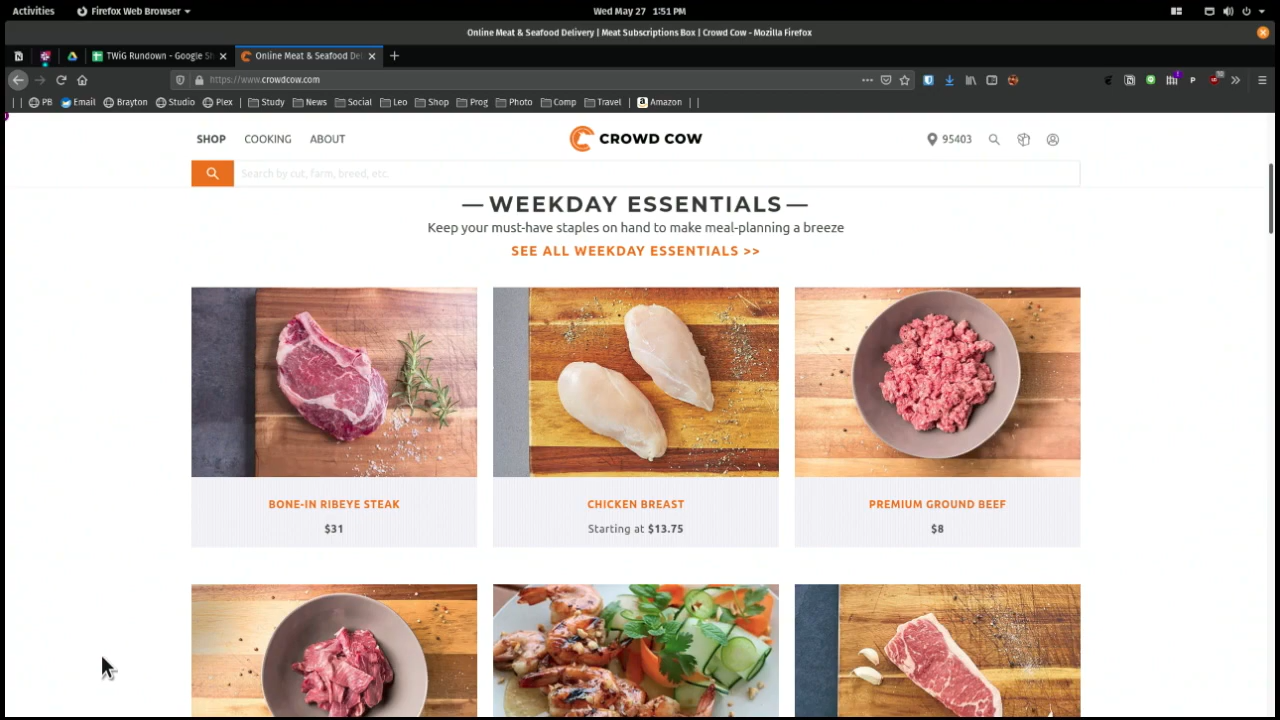 Activities
Firefox Web Browser
Wed May 27 1:51 PM
Online Meat & Seafood Delivery | Meat Subscriptions Box | Crowd Cow - Mozilla Firefox
TWiG Rundown - Google Sh
Online Meat & Seafood Del
https://www.crowdcow.com
PB
Email
Brayton
Studio
Plex
Study
News
Social
Leo
Shop
Prog
Photo
Comp
Travel
Amazon
SHOP
COOKING
ABOUT
CROWD COW
95403
Search by cut, farm, breed, etc.
— WEEKDAY ESSENTIALS —
Keep your must-have staples on hand to make meal-planning a breeze
SEE ALL WEEKDAY ESSENTIALS >>
BONE-IN RIBEYE STEAK
$31
CHICKEN BREAST
Starting at $13.75
PREMIUM GROUND BEEF
$8